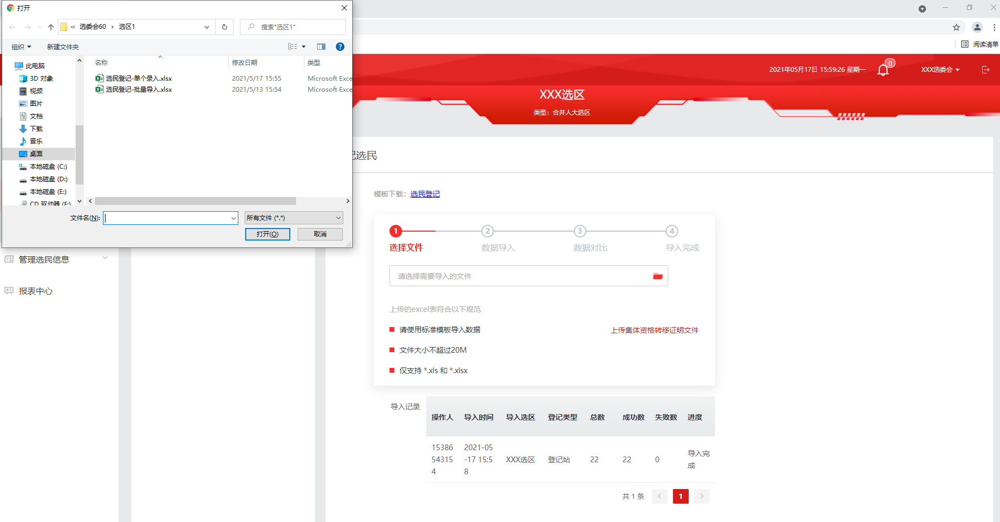 打开
« 选委会60 › 选区1
搜索"选区1"
组织
新建文件夹
此电脑
3D 对象
视频
图片
文档
下载
音乐
桌面
本地磁盘 (C:)
本地磁盘 (D:)
本地磁盘 (E:)
CD 驱动器 (F:)
名称
修改日期
类型
选民登记-单个录入.xlsx
2021/5/17 15:55
Microsoft Exce
选民登记-批量导入.xlsx
2021/5/13 15:54
Microsoft Exce
文件名(N):
所有文件 (*.*)
打开(O)
取消
阅读清单
2021年05月17日 15:59:26 星期一
0
XXX选委会
XXX选区
类型：合并人大选区
管理选民信息
报表中心
记选民
模板下载：选民登记
1
2
3
4
选择文件
数据导入
数据对比
导入完成
请选择需要导入的文件
上传的excel表符合以下规范
请使用标准模板导入数据
上传集体资格转移证明文件
文件大小不超过20M
仅支持 *.xls 和 *.xlsx
导入记录
操作人
导入时间
导入选区
登记类型
总数
成功数
失败数
进度
15386
54315
4
2021-05
-17 15:5
8
XXX选区
登记站
22
22
0
导入完
成
共 1 条
1